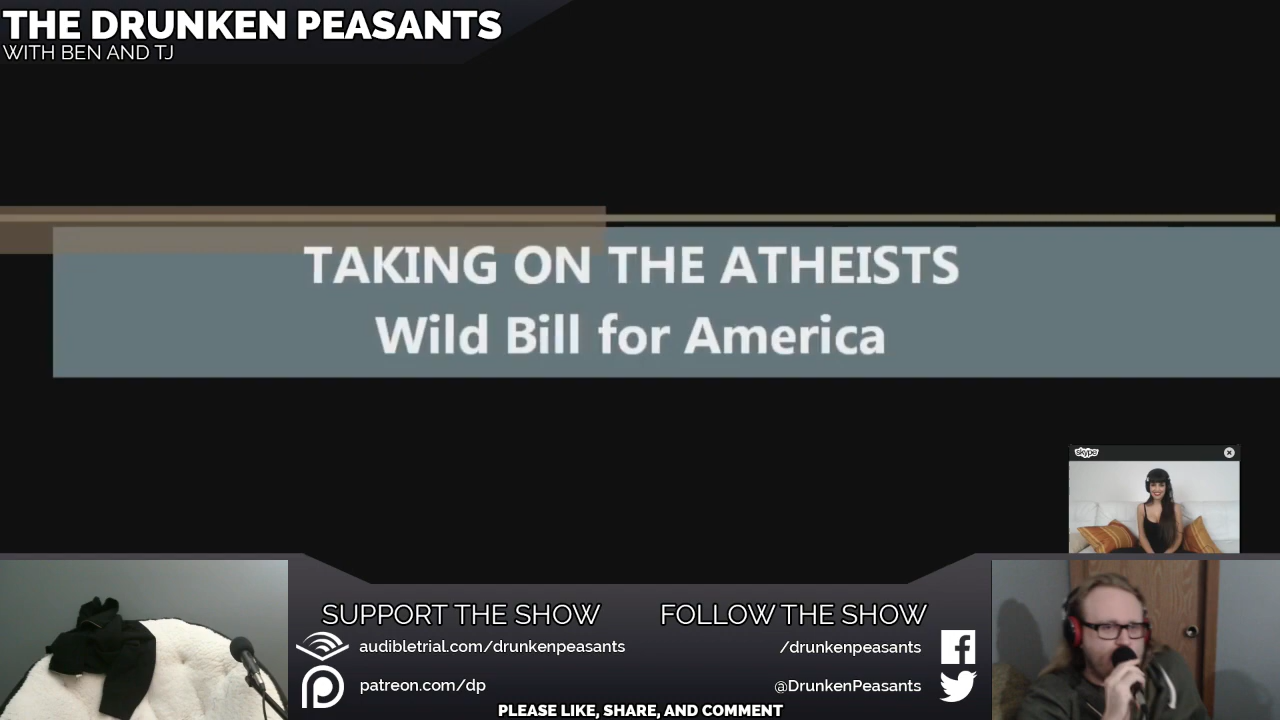 THE DRUNKEN PEASANTS
WITH BEN AND TJ
TAKING ON THE ATHEISTS
Wild Bill for America
skype
SUPPORT THE SHOW
audibletrial.com/drunkenpeasants
patreon.com/dp
FOLLOW THE SHOW
/drunkenpeasants
@DrunkenPeasants
PLEASE LIKE, SHARE, AND COMMENT